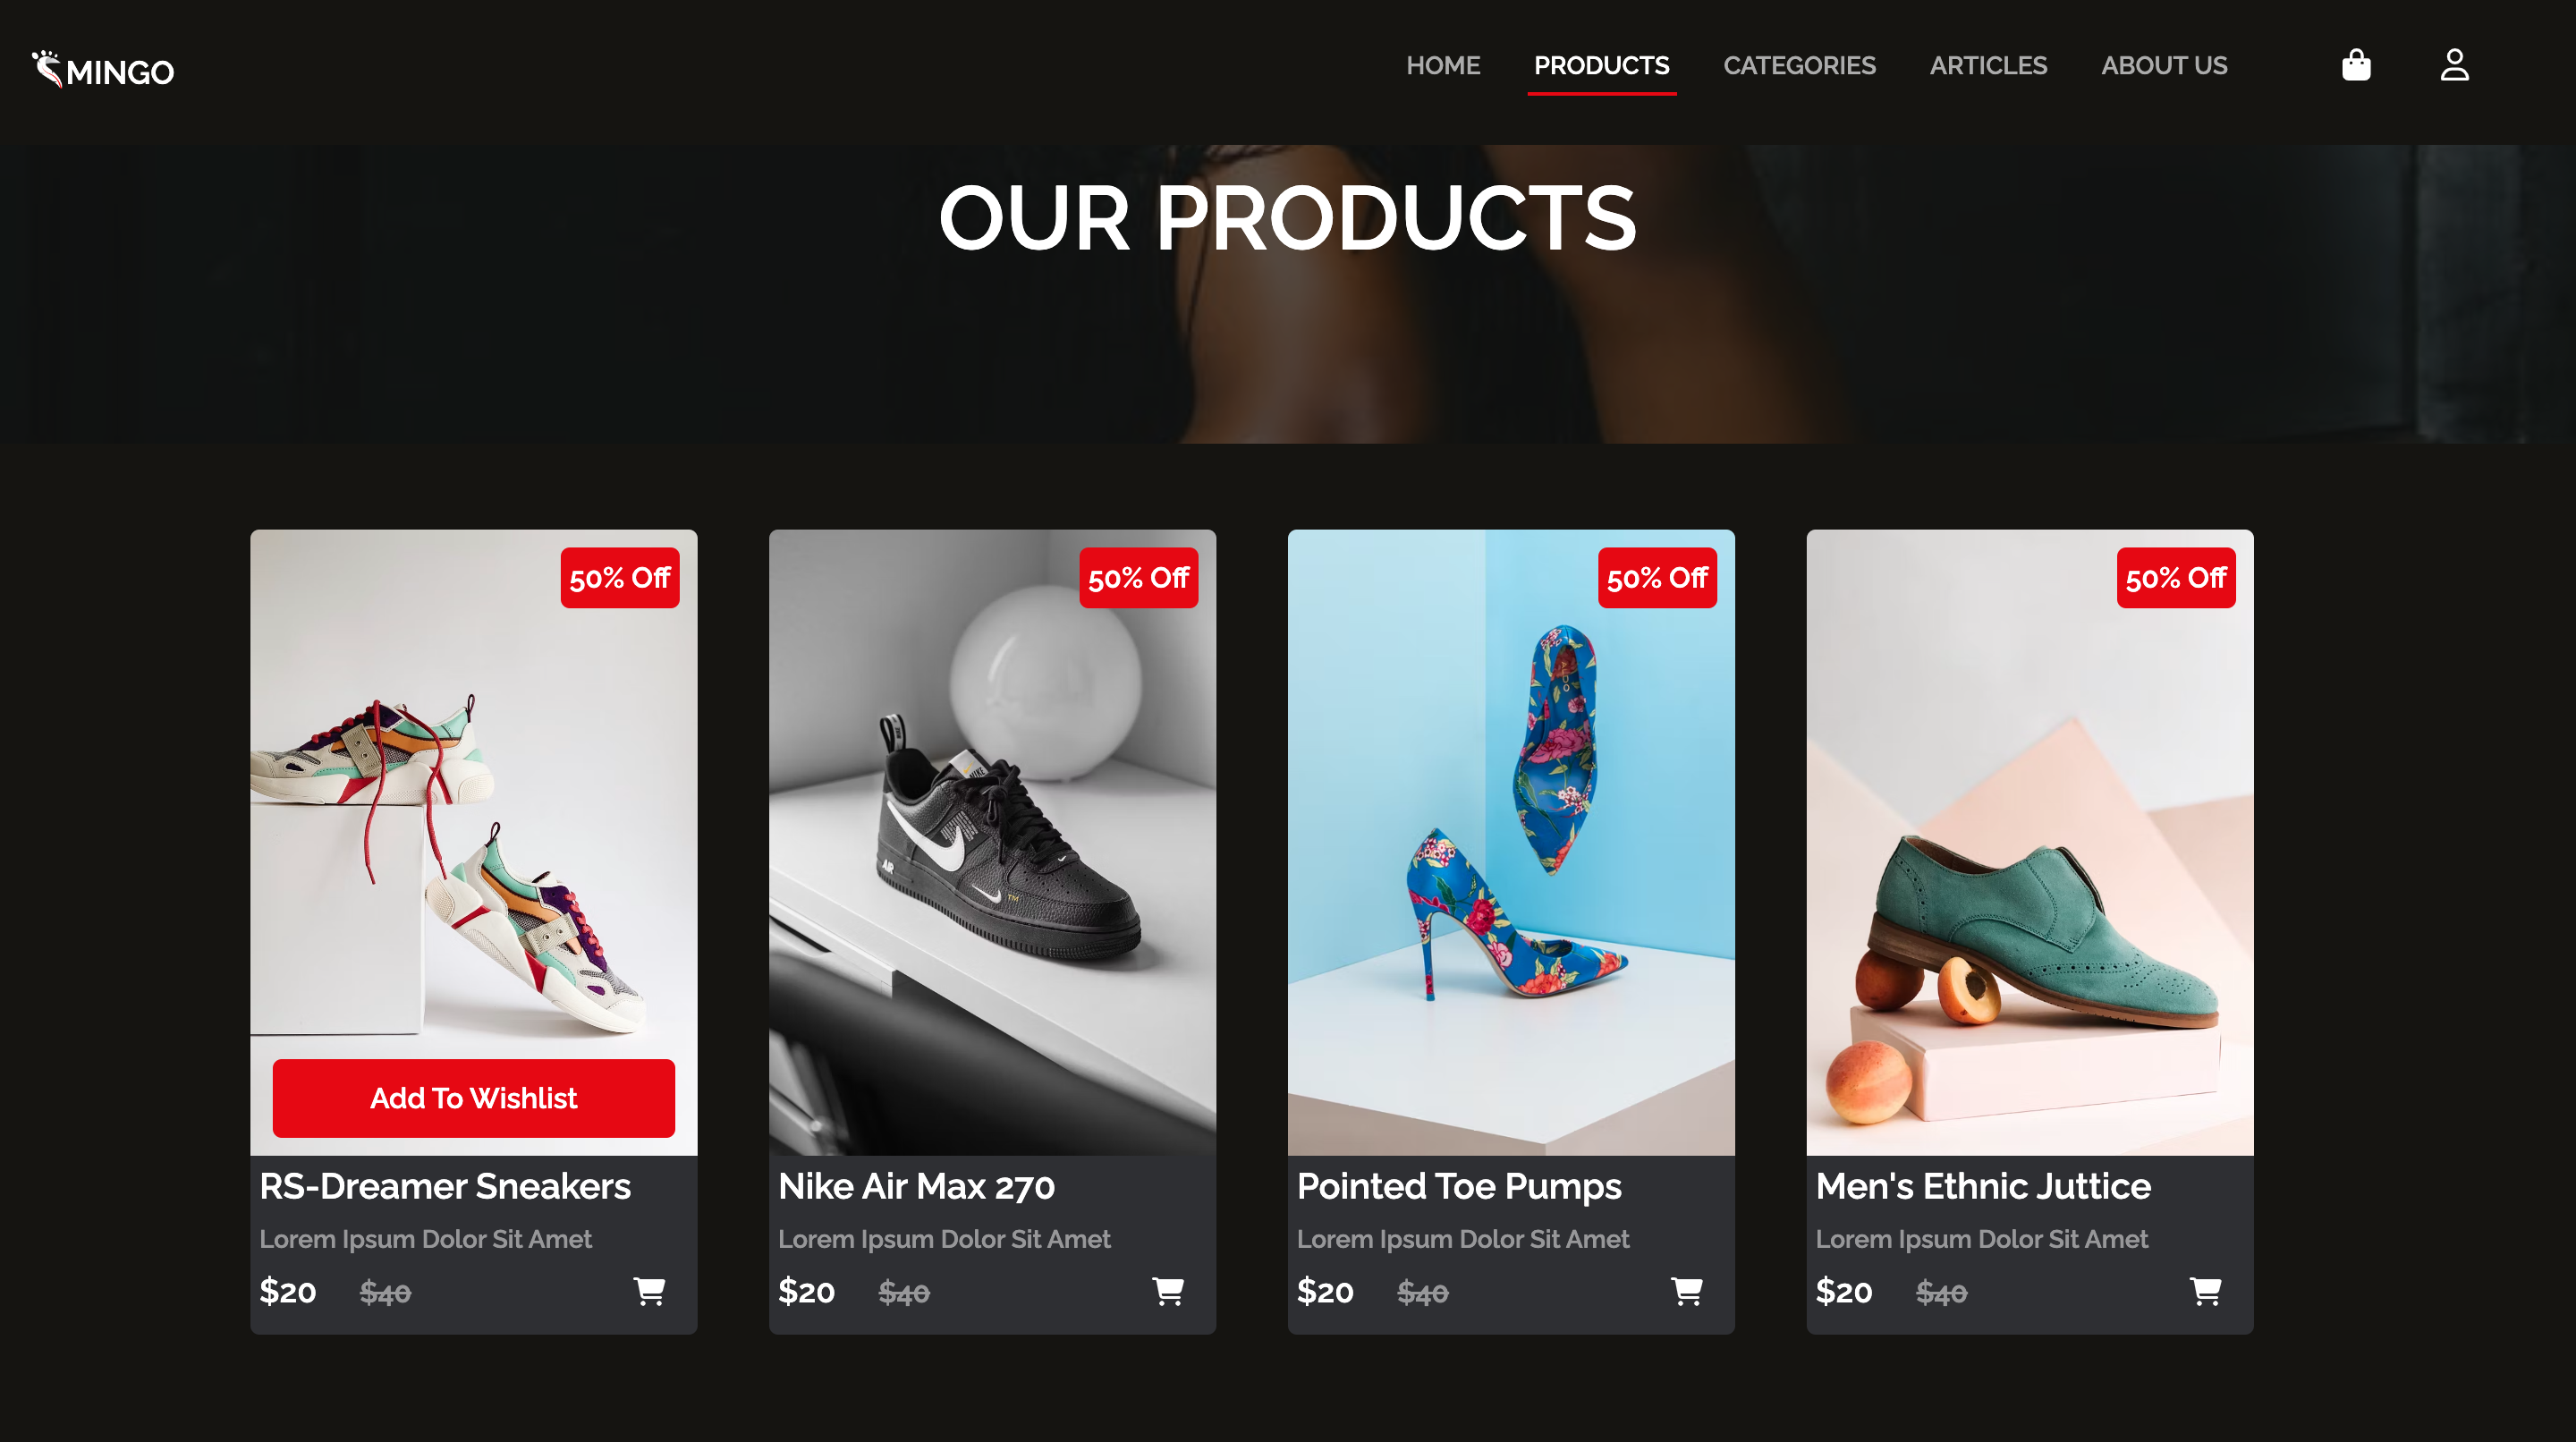 MINGO
HOME PRODUCTS CATEGORIES ARTICLES ABOUT US
OUR PRODUCTS
50% Off
50% Off
50% Off
50% Off
AIR
TM
Add To Wishlist
RS-Dreamer Sneakers
Lorem Ipsum Dolor Sit Amet
$20 $40
Nike Air Max 270
Lorem Ipsum Dolor Sit Amet
$20 $40
Pointed Toe Pumps
Lorem Ipsum Dolor Sit Amet
$20 $40
Men's Ethnic Juttice
Lorem Ipsum Dolor Sit Amet
$20 $40